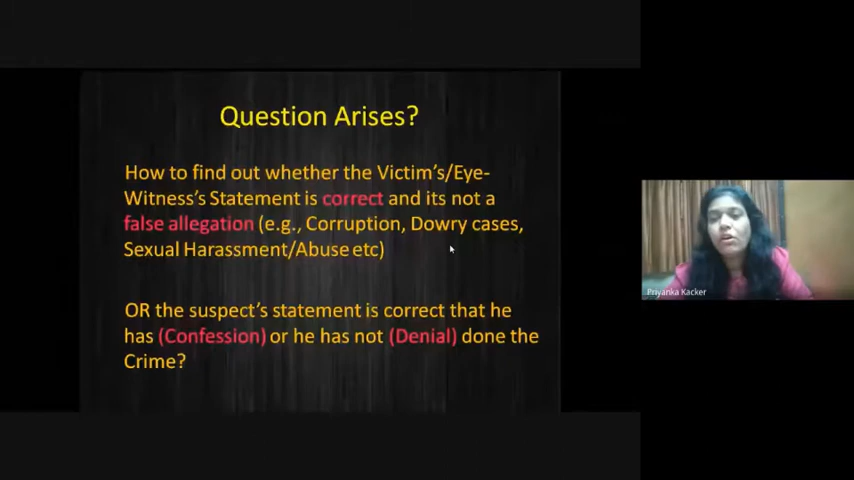 Question Arises?
How to find out whether the Victim's/Eye-
Witness's Statement is correct and its not a
false allegation (e.g., Corruption, Dowry cases,
Sexual Harassment/Abuse etc)
OR the suspect's statement is correct that he
has (Confession) or he has not (Denial) done the
Crime?
Priyanka Kacker